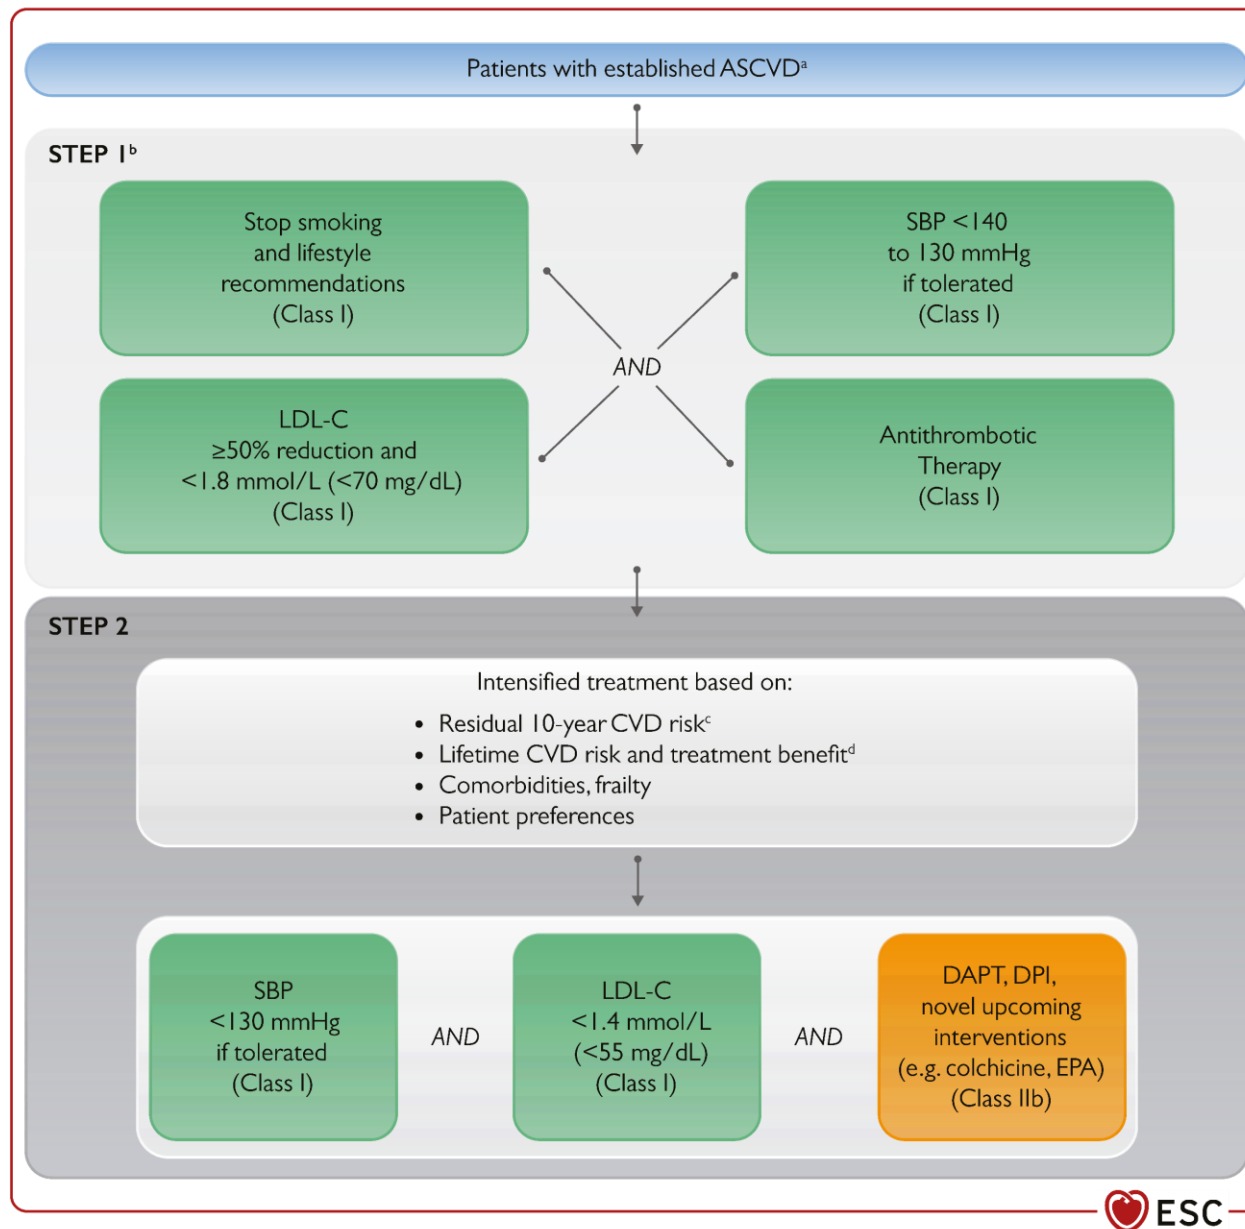 Patients with established ASCVDᵃ
STEP 1ᵇ
Stop smoking
and lifestyle
recommendations
(Class I)
SBP <140
to 130 mmHg
if tolerated
(Class I)
AND
LDL-C
≥50% reduction and
<1.8 mmol/L (<70 mg/dL)
(Class I)
Antithrombotic
Therapy
(Class I)
STEP 2
Intensified treatment based on:
• Residual 10-year CVD riskᶜ
• Lifetime CVD risk and treatment benefitᵈ
• Comorbidities, frailty
• Patient preferences
SBP
<130 mmHg
if tolerated
(Class I)
AND
LDL-C
<1.4 mmol/L
(<55 mg/dL)
(Class I)
AND
DAPT, DPI,
novel upcoming
interventions
(e.g. colchicine, EPA)
(Class IIb)
ESC